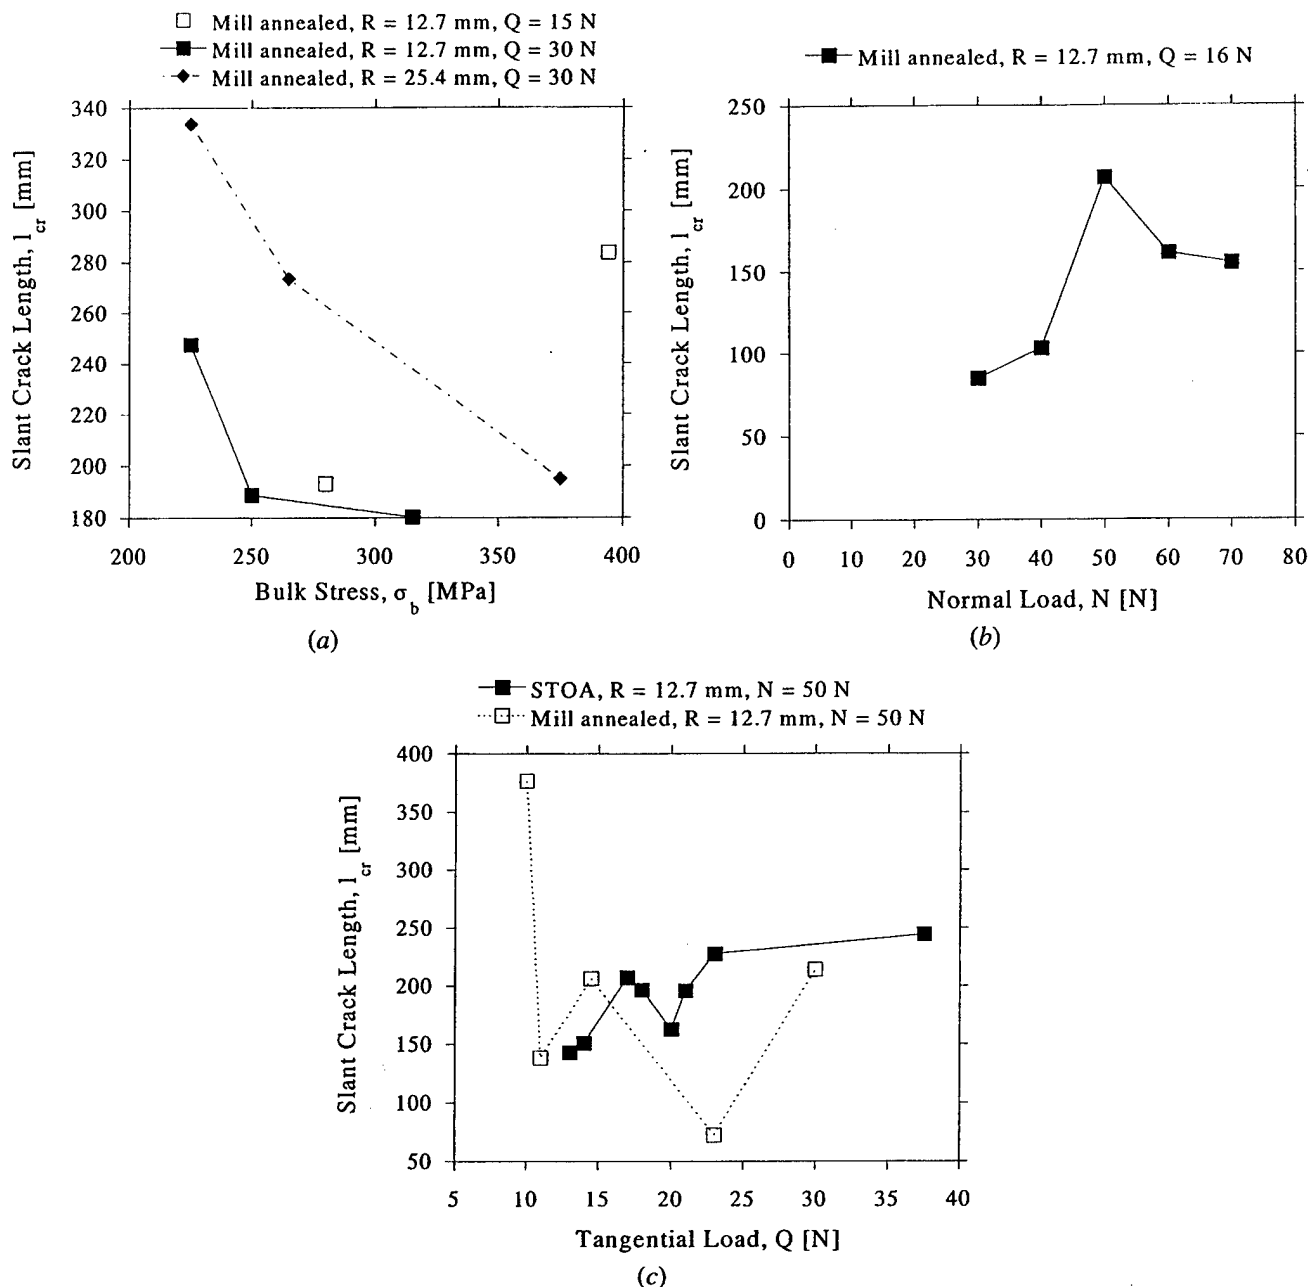 Mill annealed, R = 12.7 mm, Q = 15 N
Mill annealed, R = 12.7 mm, Q = 30 N
Mill annealed, R = 25.4 mm, Q = 30 N
340
320
300
280
260
240
220
200
180
200 250 300 350 400
Slant Crack Length, l_cr [mm]
Bulk Stress, σ_b [MPa]
(a)
Mill annealed, R = 12.7 mm, Q = 16 N
250
200
150
100
50
0
0 10 20 30 40 50 60 70 80
Slant Crack Length, l_cr [mm]
Normal Load, N [N]
(b)
STOA, R = 12.7 mm, N = 50 N
Mill annealed, R = 12.7 mm, N = 50 N
400
350
300
250
200
150
100
50
5 10 15 20 25 30 35 40
Slant Crack Length, l_cr [mm]
Tangential Load, Q [N]
(c)